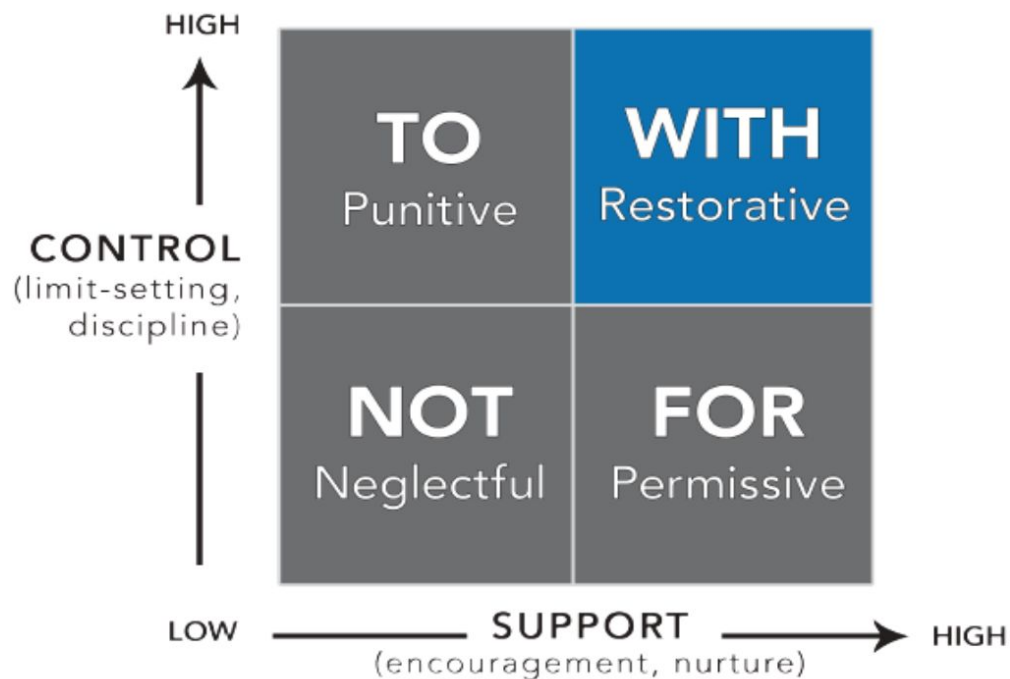 HIGH
TO
Punitive
WITH
Restorative
CONTROL
(limit-setting,
discipline)
NOT
Neglectful
FOR
Permissive
LOW
SUPPORT
(encouragement, nurture)
HIGH